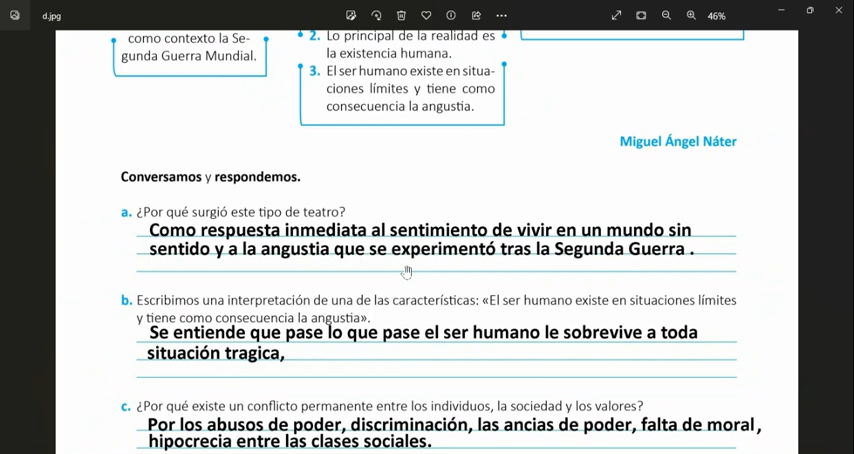 d.jpg
46%
como contexto la Se-
gunda Guerra Mundial.
2. Lo principal de la realidad es
la existencia humana.
3. El ser humano existe en situa-
ciones límites y tiene como
consecuencia la angustia.
Miguel Ángel Náter
Conversamos y respondemos.
a. ¿Por qué surgió este tipo de teatro?
Como respuesta inmediata al sentimiento de vivir en un mundo sin
sentido y a la angustia que se experimentó tras la Segunda Guerra .
b. Escribimos una interpretación de una de las características: «El ser humano existe en situaciones límites
y tiene como consecuencia la angustia».
Se entiende que pase lo que pase el ser humano le sobrevive a toda
situación tragica,
c. ¿Por qué existe un conflicto permanente entre los individuos, la sociedad y los valores?
Por los abusos de poder, discriminación, las ancias de poder, falta de moral,
hipocrecia entre las clases sociales.